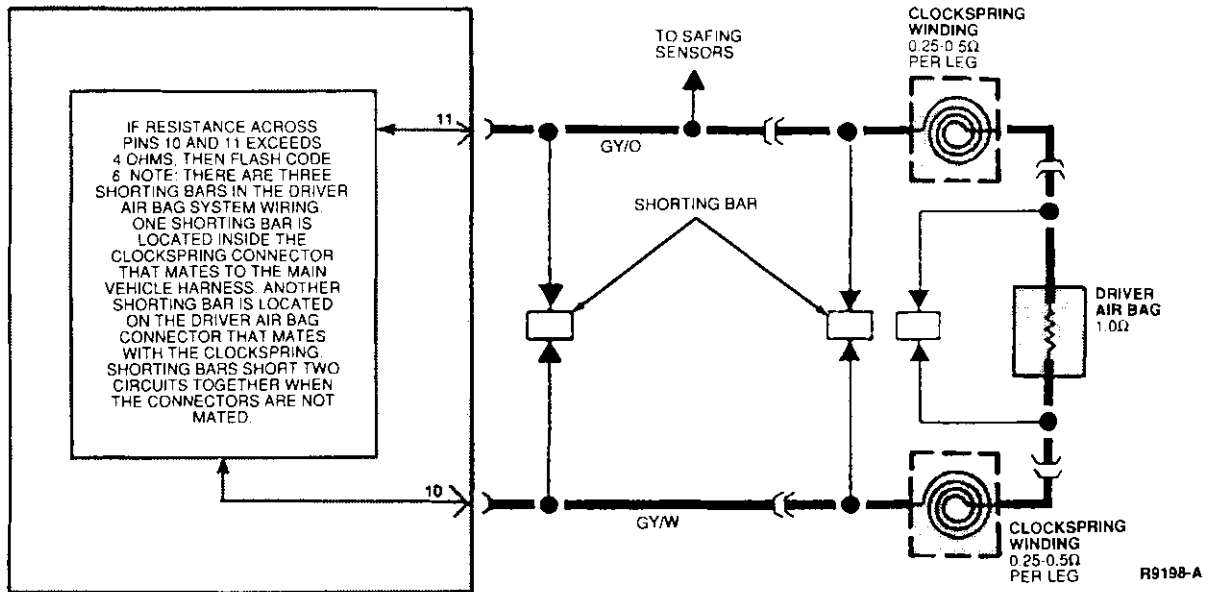 IF RESISTANCE ACROSS
PINS 10 AND 11 EXCEEDS
4 OHMS, THEN FLASH CODE
6 NOTE: THERE ARE THREE
SHORTING BARS IN THE DRIVER
AIR BAG SYSTEM WIRING.
ONE SHORTING BAR IS
LOCATED INSIDE THE
CLOCKSPRING CONNECTOR
THAT MATES TO THE MAIN
VEHICLE HARNESS. ANOTHER
SHORTING BAR IS LOCATED
ON THE DRIVER AIR BAG
CONNECTOR THAT MATES
WITH THE CLOCKSPRING.
SHORTING BARS SHORT TWO
CIRCUITS TOGETHER WHEN
THE CONNECTORS ARE NOT
MATED.
11
10
GY/O
GY/W
TO SAFING
SENSORS
SHORTING BAR
CLOCKSPRING
WINDING
0.25-0.5Ω
PER LEG
DRIVER
AIR BAG
1.0Ω
CLOCKSPRING
WINDING
0.25-0.5Ω
PER LEG
R9198-A